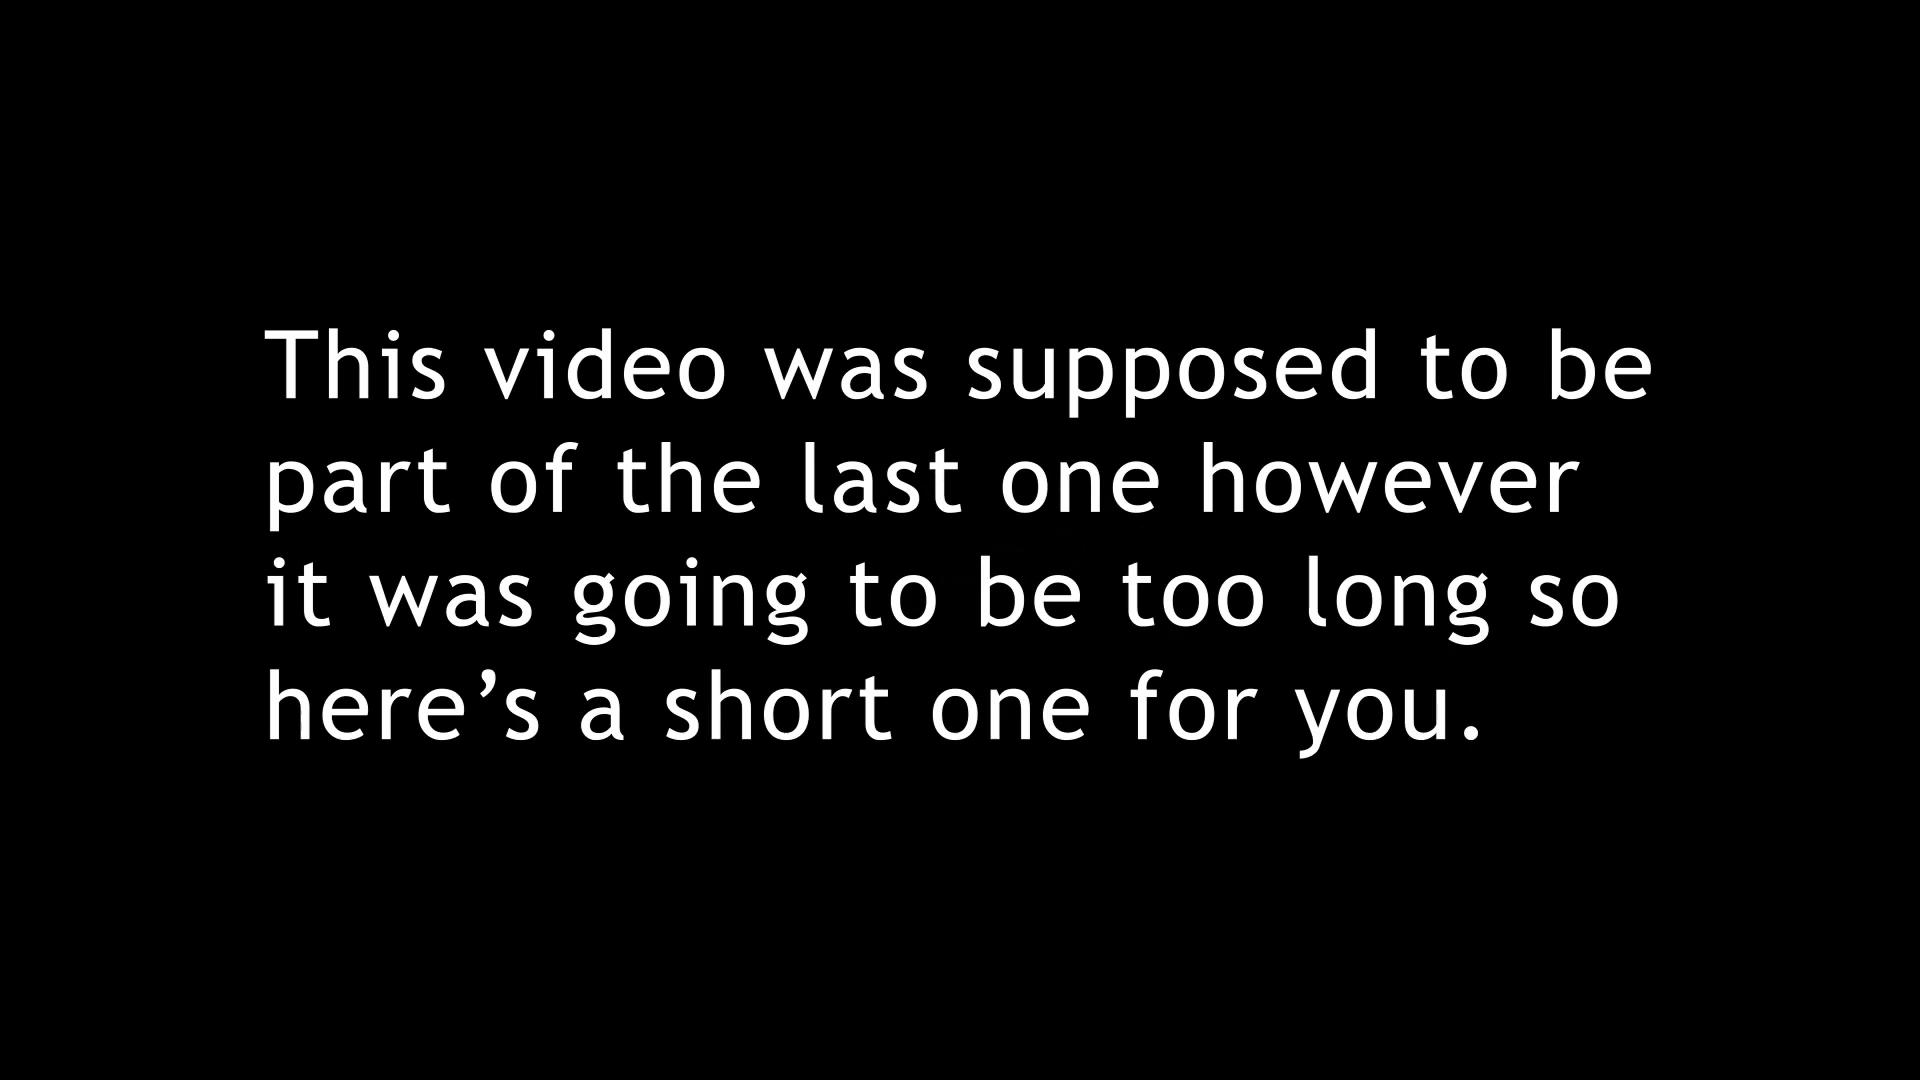 This video was supposed to be
part of the last one however
it was going to be too long so
here’s a short one for you.